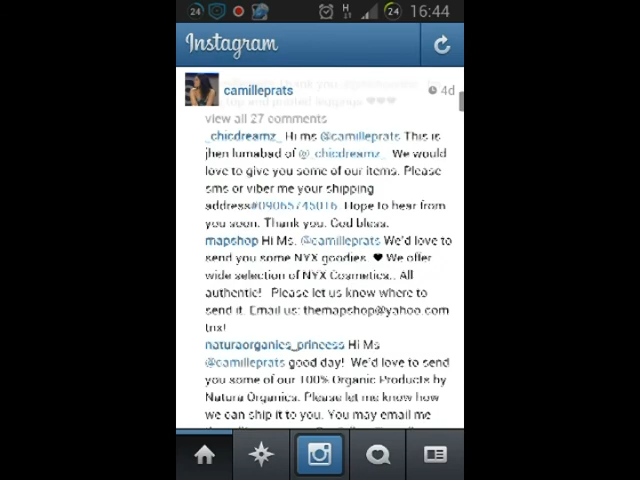 24 H 24 16:44
Instagram
camilleprats 4d
top and printed leggings ♥♥♥
view all 27 comments
_chicdreamz_ Hi ms @camilleprats This is
jhen lumabad of @_chicdreamz_ We would
love to give you some of our items. Please
sms or viber me your shipping
address#09065745016. Hope to hear from
you soon. Thank you. God bless.
mapshop Hi Ms. @camilleprats We'd love to
send you some NYX goodies. ♥ We offer
wide selection of NYX Cosmetics.. All
authentic! Please let us know where to
send it. Email us: themapshop@yahoo.com
tnx!
naturaorganics_princess Hi Ms
@camilleprats good day! We'd love to send
you some of our 100% Organic Products by
Natura Organics. Please let me know how
we can ship it to you. You may email me